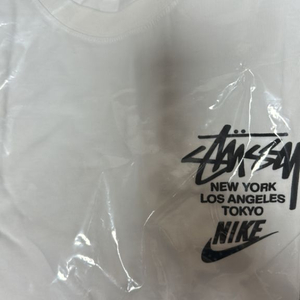 Stüssy
NEW YORK
LOS ANGELES
TOKYO
NIKE